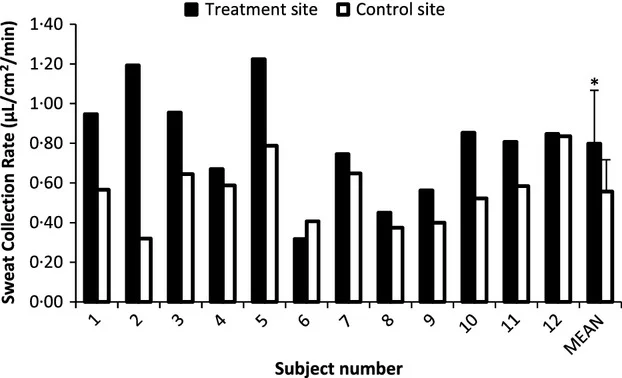 Treatment site Control site
Sweat Collection Rate (µL/cm²/min)
1·40
1·20
1·00
0·80
0·60
0·40
0·20
0·00
*
1 2 3 4 5 6 7 8 9 10 11 12 MEAN
Subject number